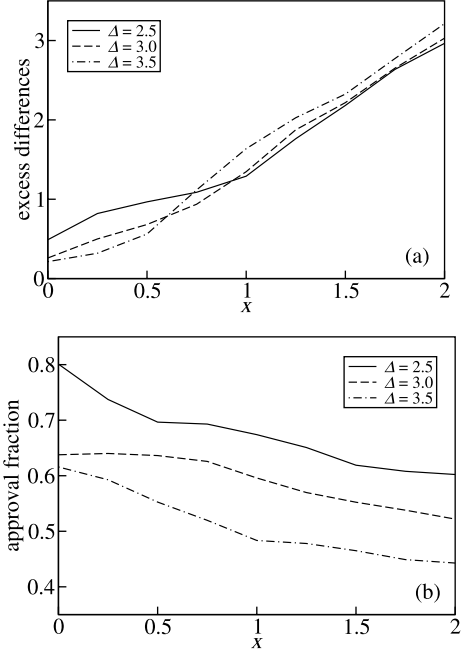 3
2
1
0
excess differences
Δ = 2.5
Δ = 3.0
Δ = 3.5
(a)
0 0.5 1 1.5 2
x
0.8
0.7
0.6
0.5
0.4
approval fraction
Δ = 2.5
Δ = 3.0
Δ = 3.5
(b)
0 0.5 1 1.5 2
x